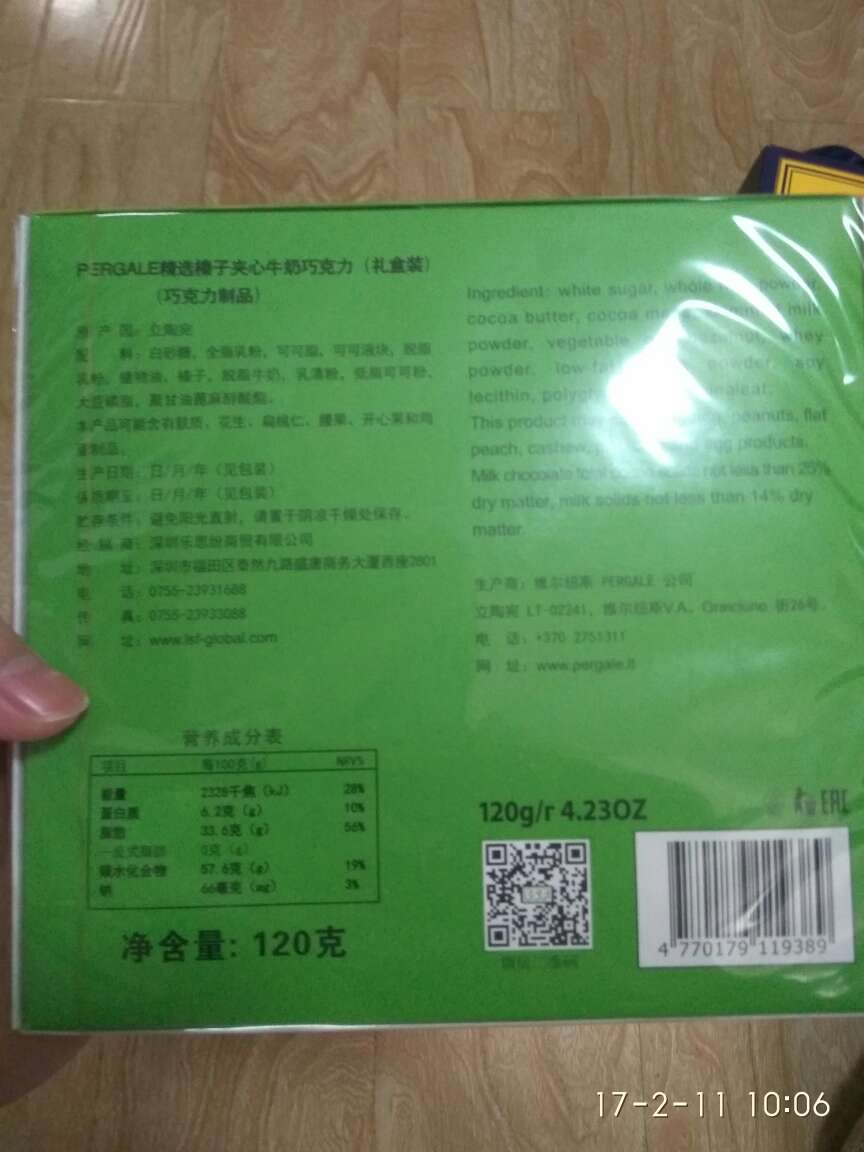 PERGALE精选榛子夹心牛奶巧克力（礼盒装）
（巧克力制品）
原 产 国：立陶宛
配 料：白砂糖、全脂乳粉、可可脂、可可液块、脱脂
乳粉、植物油、榛子、脱脂牛奶、乳清粉、低脂可可粉、
大豆磷脂、聚甘油蓖麻醇酸酯。
本产品可能含有麸质、花生、扁桃仁、腰果、开心果和鸡
蛋制品。
生产日期：日/月/年（见包装）
保质期至：日/月/年（见包装）
贮存条件：避免阳光直射，请置于阴凉干燥处保存。
经 销 商：深圳乐思纷商贸有限公司
地 址：深圳市福田区泰然九路盛唐商务大厦西座2801
电 话：0755-23931688
传 真：0755-23933088
网 址：www.lsf-global.com
Ingredient: white sugar, whole powder,
cocoa butter, cocoa milk
powder, vegetable whey
powder, low-fat powder, soy
lecithin,
This product may peanuts, flat
peach, cashew, egg products.
Milk chocolate total not less than 25%
dry matter, milk solids not less than 14% dry
matter.
生产商：维尔纽斯 PERGALE 公司
立陶宛 LT-02241，维尔纽斯V.A. 街26号。
电 话：+370 2751311
网 址：www.pergale.lt
营养成分表
项目 每100克(g) NRV%
能量 2328千焦（kJ） 28%
蛋白质 6.2克（g） 10%
脂肪 33.6克（g） 56%
—反式脂肪 0克（g）
碳水化合物 57.6克（g） 19%
钠 66毫克（mg） 3%
净含量: 120克
120g/r 4.23OZ
EAC
4 770179 119389
17-2-11 10:06